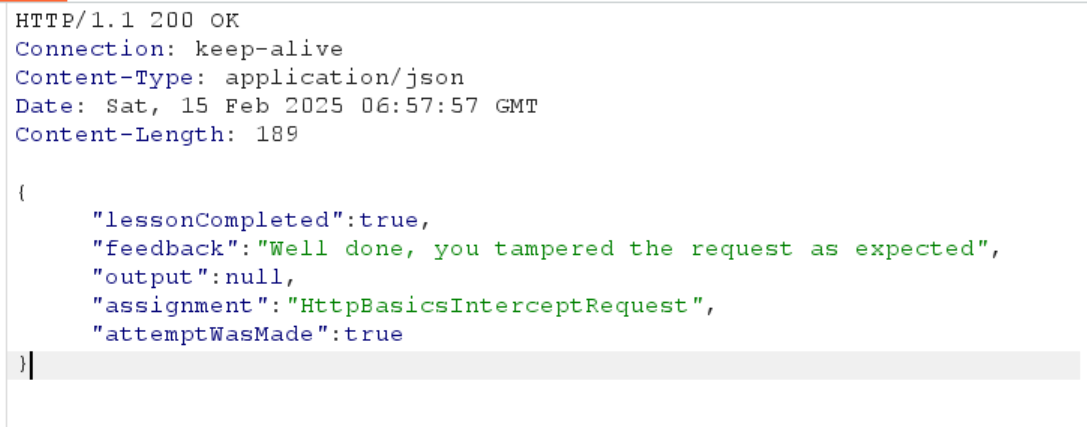 HTTP/1.1 200 OK
Connection: keep-alive
Content-Type: application/json
Date: Sat, 15 Feb 2025 06:57:57 GMT
Content-Length: 189
{
"lessonCompleted":true,
"feedback":"Well done, you tampered the request as expected",
"output":null,
"assignment":"HttpBasicsInterceptRequest",
"attemptWasMade":true
}